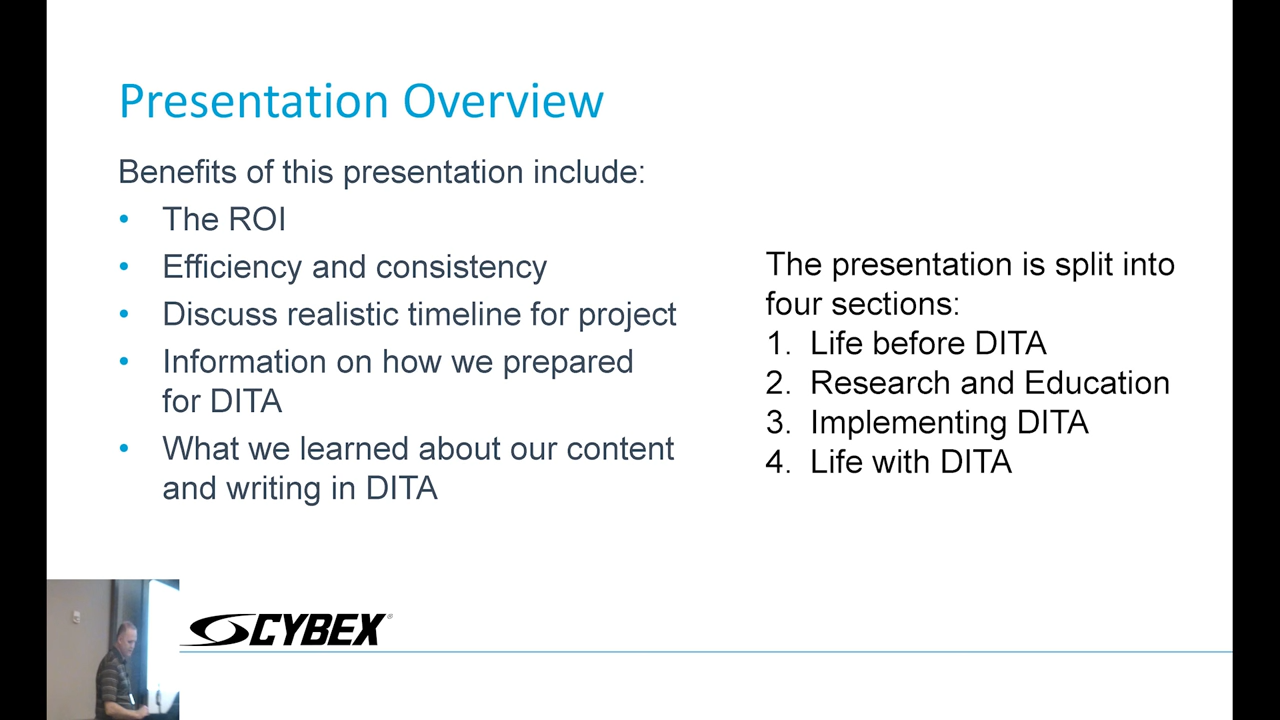 Presentation Overview
Benefits of this presentation include:
• The ROI
• Efficiency and consistency
• Discuss realistic timeline for project
• Information on how we prepared
for DITA
• What we learned about our content
and writing in DITA
The presentation is split into
four sections:
1. Life before DITA
2. Research and Education
3. Implementing DITA
4. Life with DITA
CYBEX®